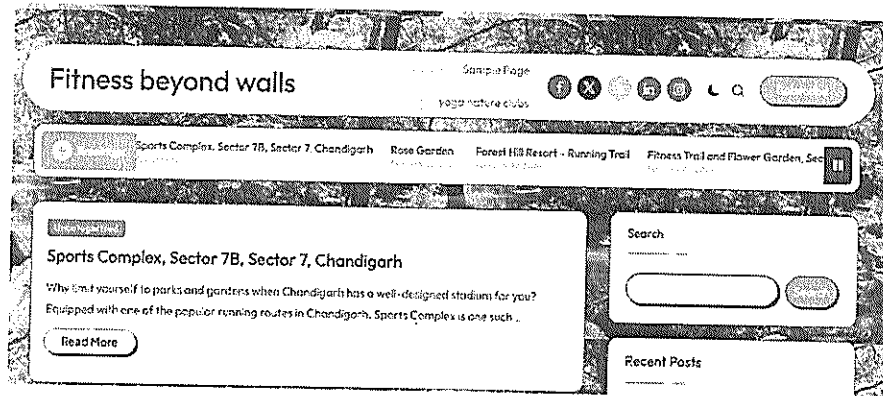 Fitness beyond walls
Sample Page
yoga nature clubs
Sports Complex, Sector 7B, Sector 7, Chandigarh
Rose Garden
Forest Hill Resort - Running Trail
Fitness Trail and Flower Garden, Sec
Sports Complex, Sector 7B, Sector 7, Chandigarh
Why limit yourself to parks and gardens when Chandigarh has a well-designed stadium for you?
Equipped with one of the popular running routes in Chandigarh, Sports Complex is one such ..
Read More
Search
Recent Posts